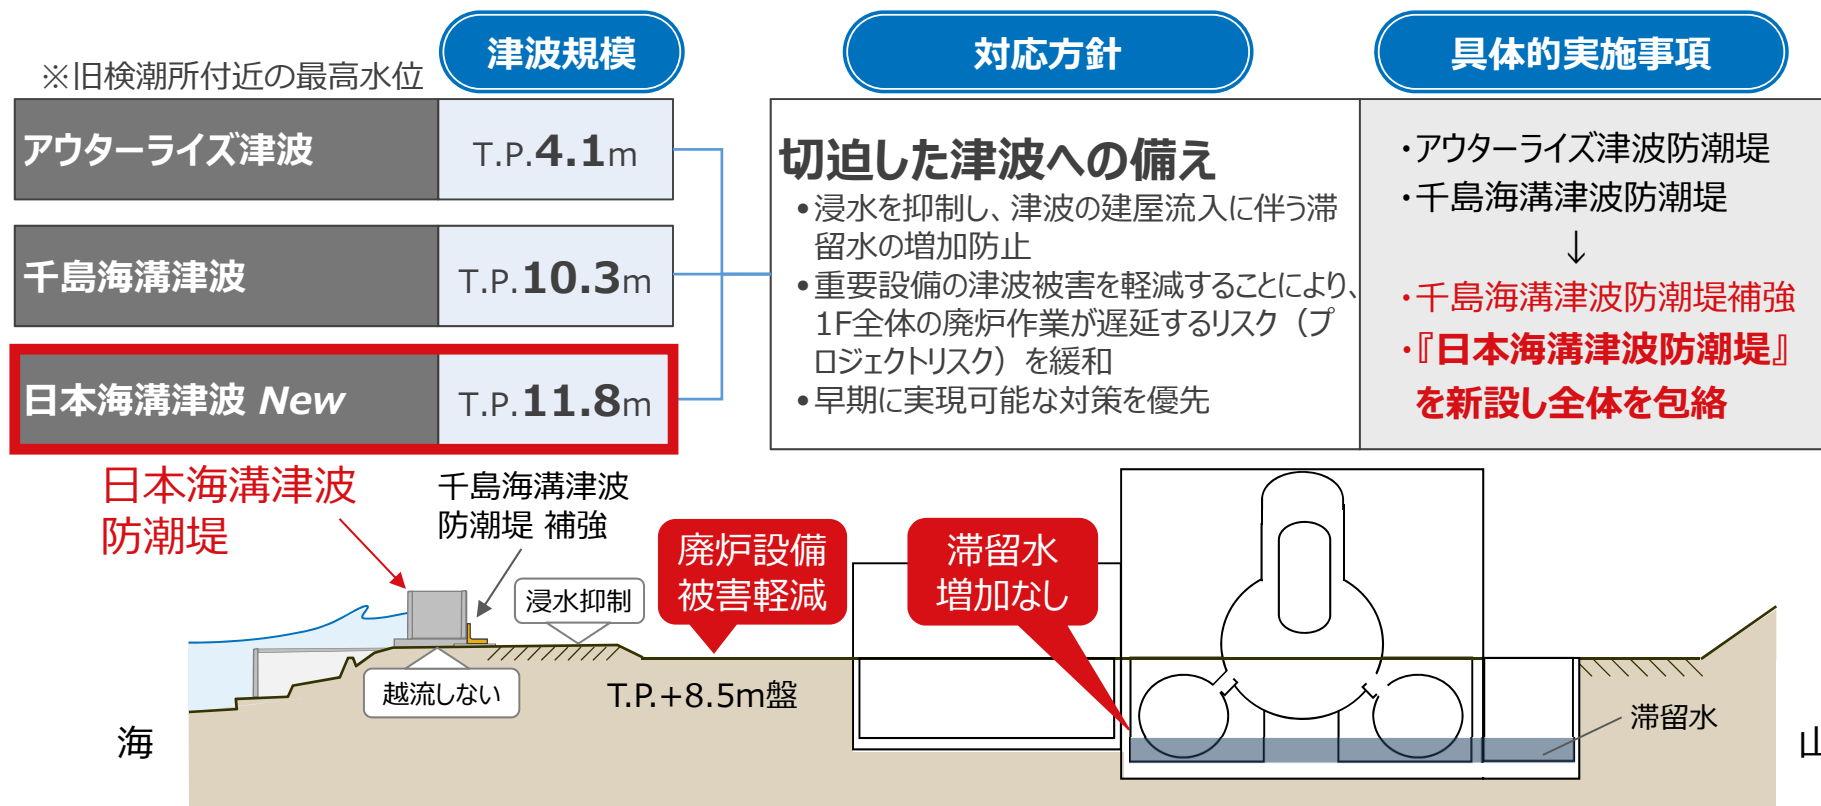 津波規模
対応方針
具体的実施事項
※旧検潮所付近の最高水位
アウターライズ津波
T.P.4.1m
千島海溝津波
T.P.10.3m
日本海溝津波 New
T.P.11.8m
切迫した津波への備え
•浸水を抑制し、津波の建屋流入に伴う滞
留水の増加防止
•重要設備の津波被害を軽減することにより、
1F全体の廃炉作業が遅延するリスク（プ
ロジェクトリスク）を緩和
•早期に実現可能な対策を優先
・アウターライズ津波防潮堤
・千島海溝津波防潮堤
↓
・千島海溝津波防潮堤補強
・『日本海溝津波防潮堤』
を新設し全体を包絡
日本海溝津波
防潮堤
千島海溝津波
防潮堤 補強
浸水抑制
廃炉設備
被害軽減
滞留水
増加なし
越流しない
T.P.+8.5m盤
滞留水
海
山